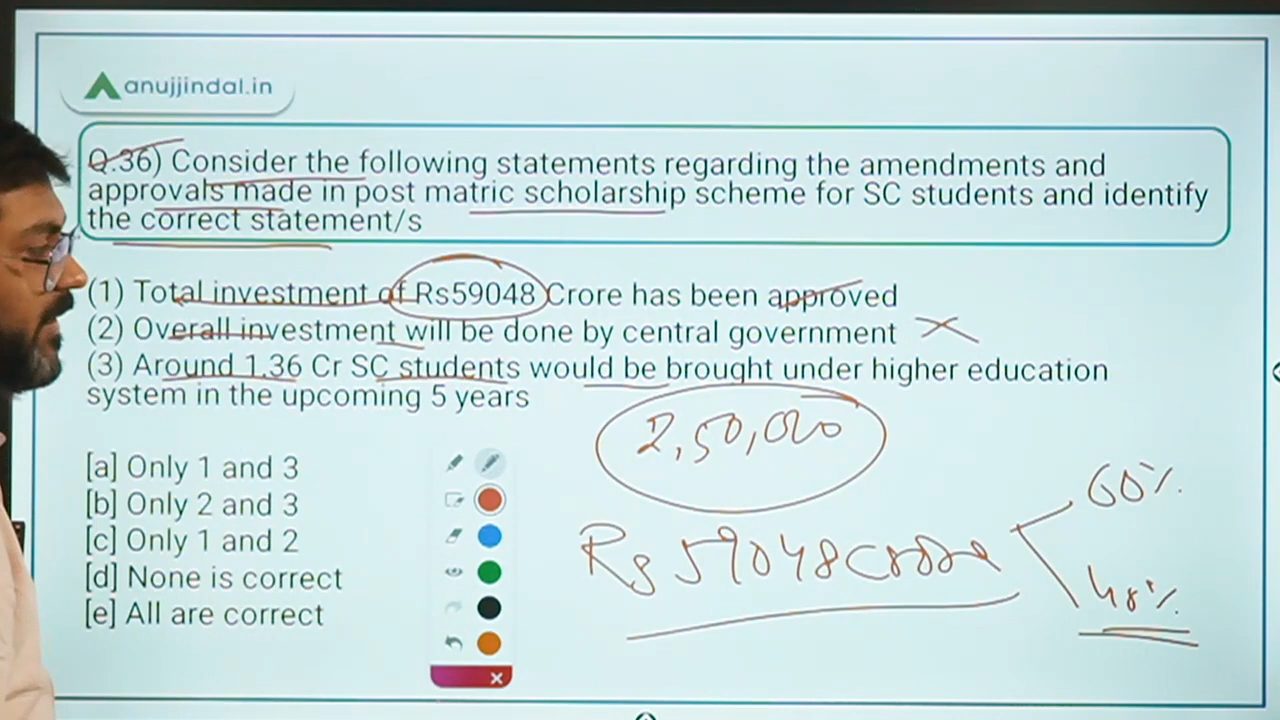 anujjindal.in
Q.36) Consider the following statements regarding the amendments and
approvals made in post matric scholarship scheme for SC students and identify
the correct statement/s
(1) Total investment of Rs59048 Crore has been approved
(2) Overall investment will be done by central government
(3) Around 1.36 Cr SC students would be brought under higher education
system in the upcoming 5 years
2,50,000
[a] Only 1 and 3
[b] Only 2 and 3
[c] Only 1 and 2
[d] None is correct
[e] All are correct
Rs 59048 crore
60%
40%